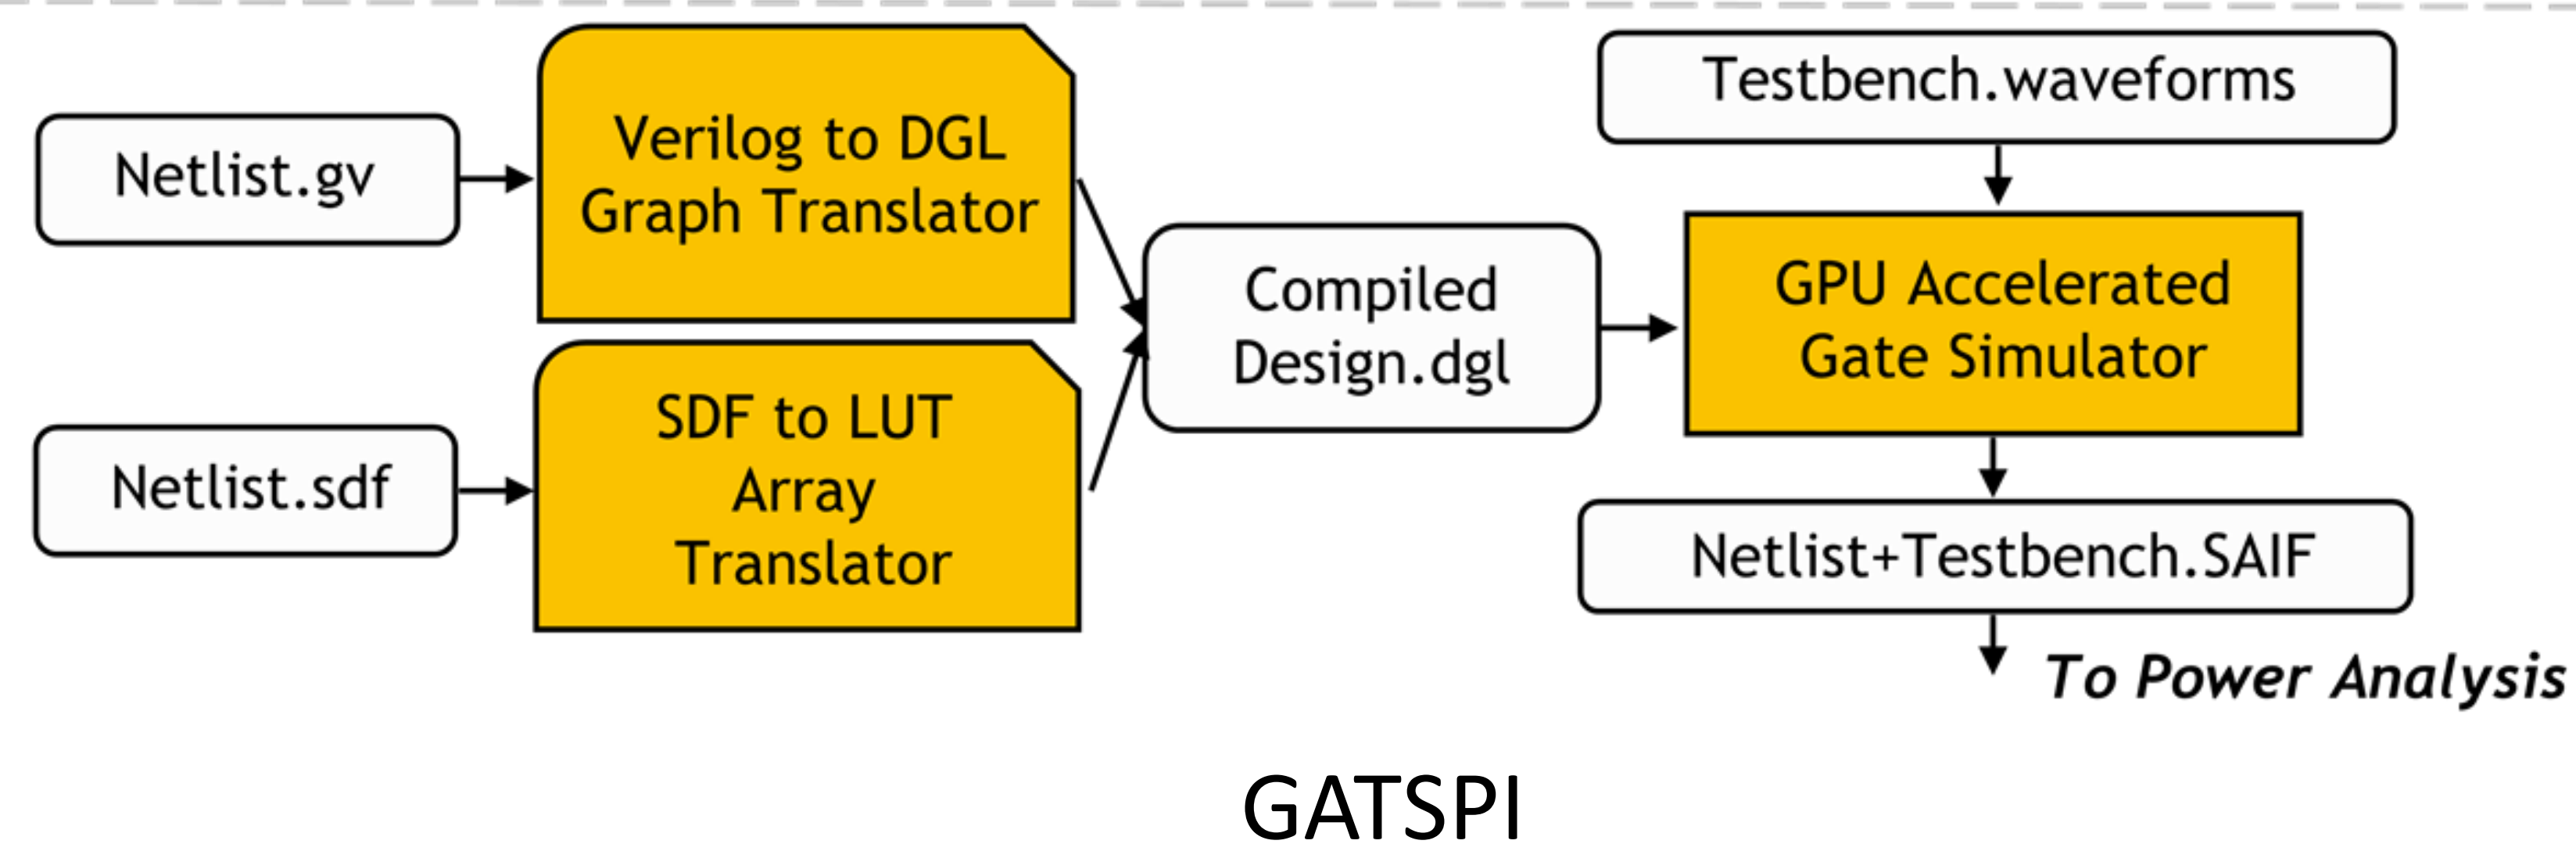 Netlist.gv
Verilog to DGL
Graph Translator
Netlist.sdf
SDF to LUT
Array
Translator
Compiled
Design.dgl
Testbench.waveforms
GPU Accelerated
Gate Simulator
Netlist+Testbench.SAIF
To Power Analysis
GATSPI